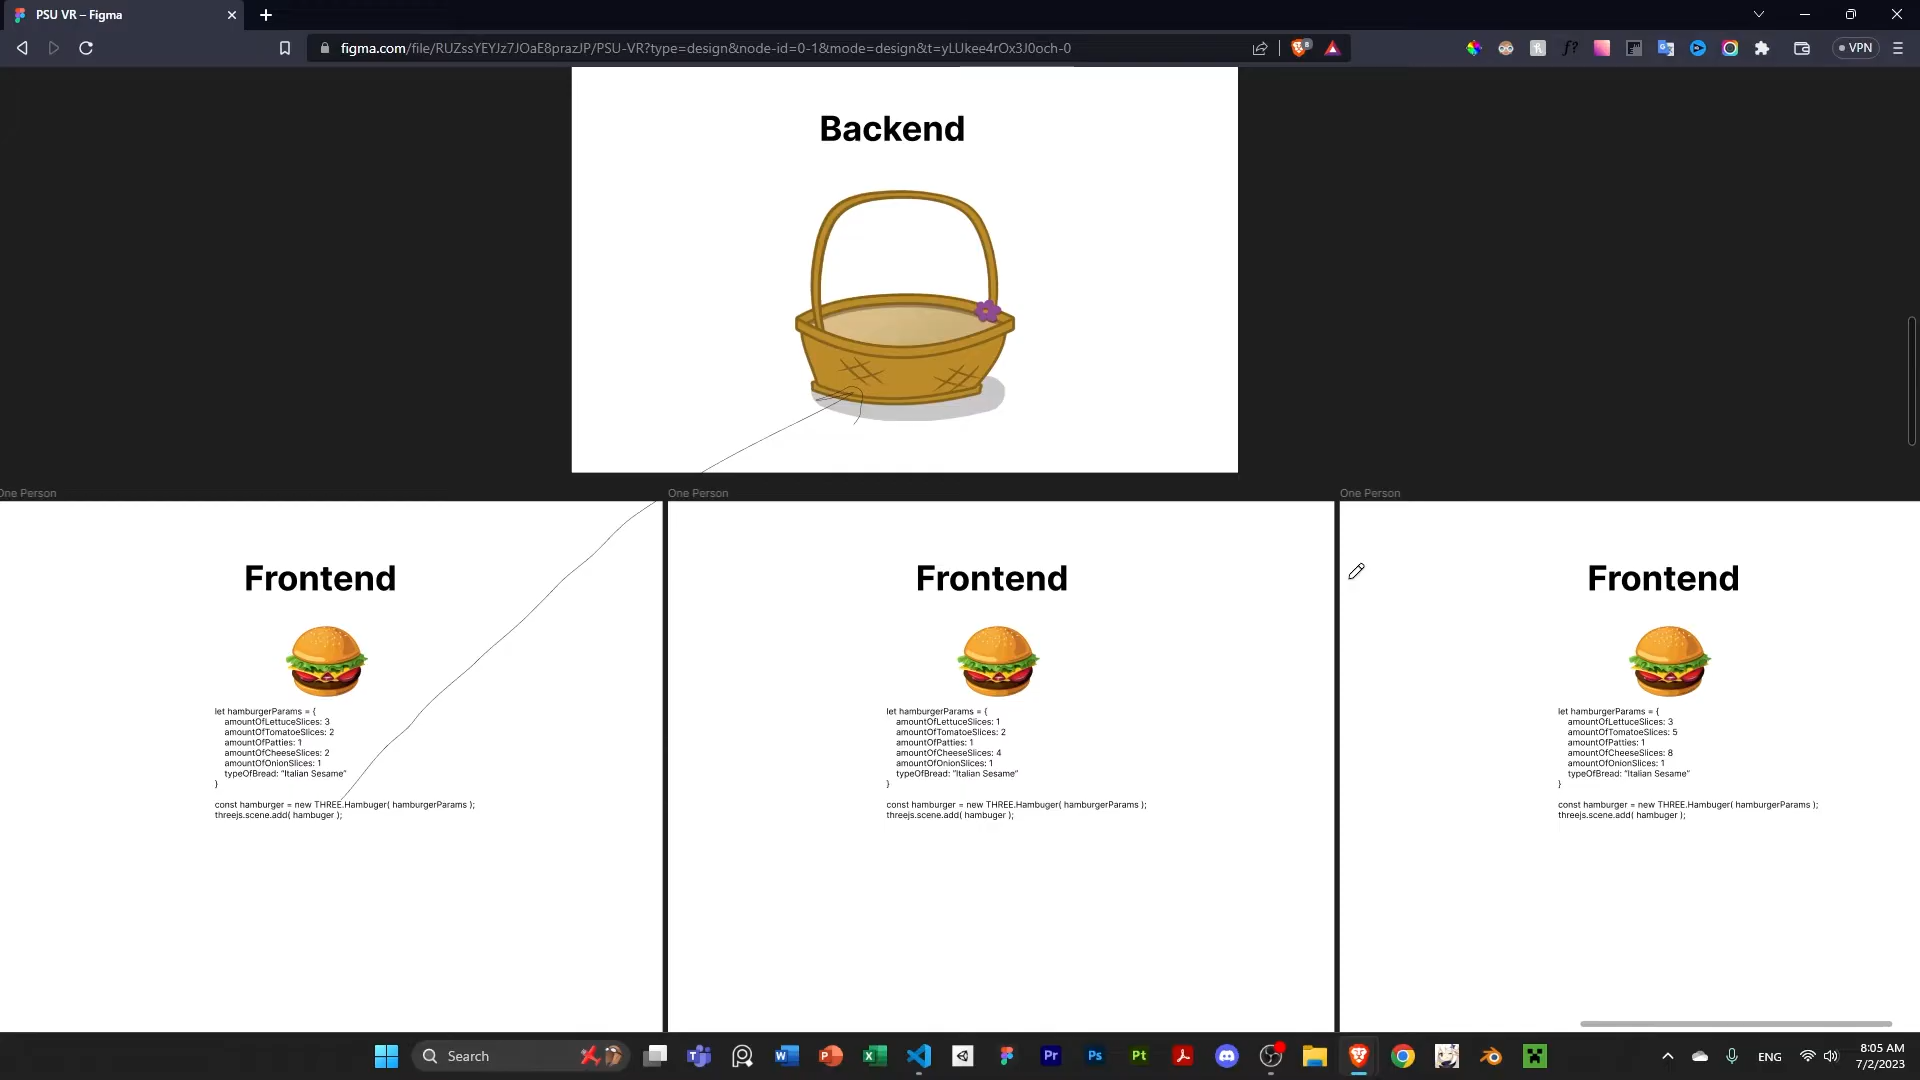 PSU VR – Figma
figma.com/file/RUZssYEYJz7JOaE8prazJP/PSU-VR?type=design&node-id=0-1&mode=design&t=yLUkee4rOx3J0och-0
VPN
Backend
One Person
One Person
One Person
Frontend
let hamburgerParams = {
amountOfLettuceSlices: 3
amountOfTomatoeSlices: 2
amountOfPatties: 1
amountOfCheeseSlices: 2
amountOfOnionSlices: 1
typeOfBread: "Italian Sesame"
}
const hamburger = new THREE.Hambuger( hamburgerParams );
threejs.scene.add( hambuger );
Frontend
let hamburgerParams = {
amountOfLettuceSlices: 1
amountOfTomatoeSlices: 2
amountOfPatties: 1
amountOfCheeseSlices: 4
amountOfOnionSlices: 1
typeOfBread: "Italian Sesame"
}
const hamburger = new THREE.Hambuger( hamburgerParams );
threejs.scene.add( hambuger );
Frontend
let hamburgerParams = {
amountOfLettuceSlices: 3
amountOfTomatoeSlices: 5
amountOfPatties: 1
amountOfCheeseSlices: 8
amountOfOnionSlices: 1
typeOfBread: "Italian Sesame"
}
const hamburger = new THREE.Hambuger( hamburgerParams );
threejs.scene.add( hambuger );
Search
ENG
8:05 AM
7/2/2023